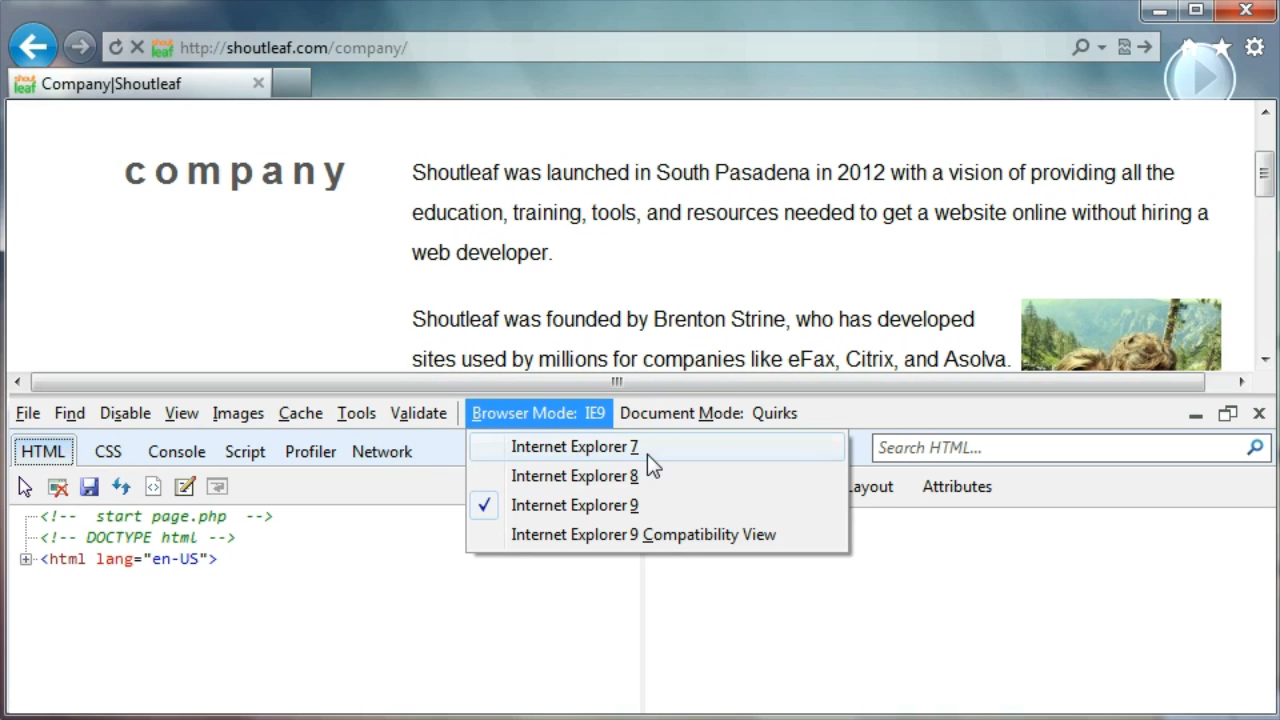 http://shoutleaf.com/company/
shout
leaf
Company|Shoutleaf
company
Shoutleaf was launched in South Pasadena in 2012 with a vision of providing all the
education, training, tools, and resources needed to get a website online without hiring a
web developer.
Shoutleaf was founded by Brenton Strine, who has developed
sites used by millions for companies like eFax, Citrix, and Asolva.
File Find Disable View Images Cache Tools Validate Browser Mode: IE9 Document Mode: Quirks
HTML CSS Console Script Profiler Network Search HTML...
Internet Explorer 7
Internet Explorer 8
Internet Explorer 9
Internet Explorer 9 Compatibility View
Attributes
<!-- start page.php -->
<!-- DOCTYPE html -->
<html lang="en-US">